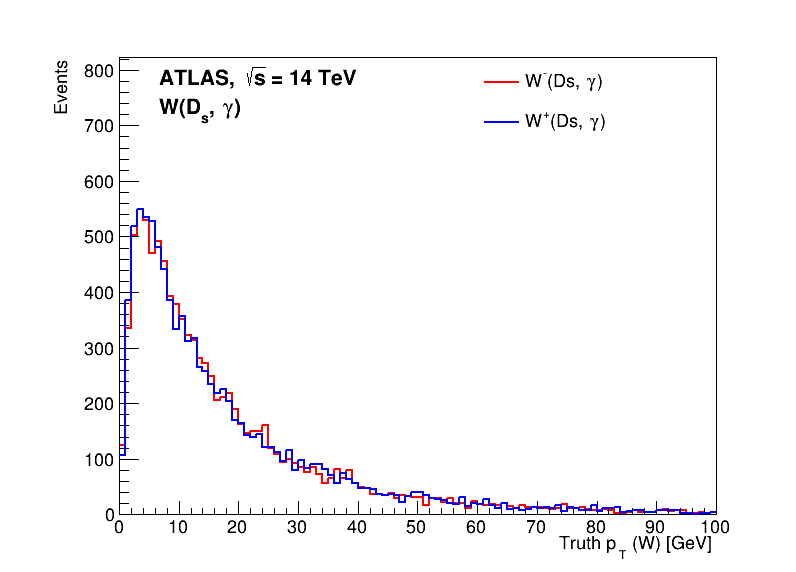 ATLAS, √s = 14 TeV
W(Ds, γ)
W⁻(Ds, γ)
W⁺(Ds, γ)
Events
800
700
600
500
400
300
200
100
0
0 10 20 30 40 50 60 70 80 90 100
Truth pT (W) [GeV]